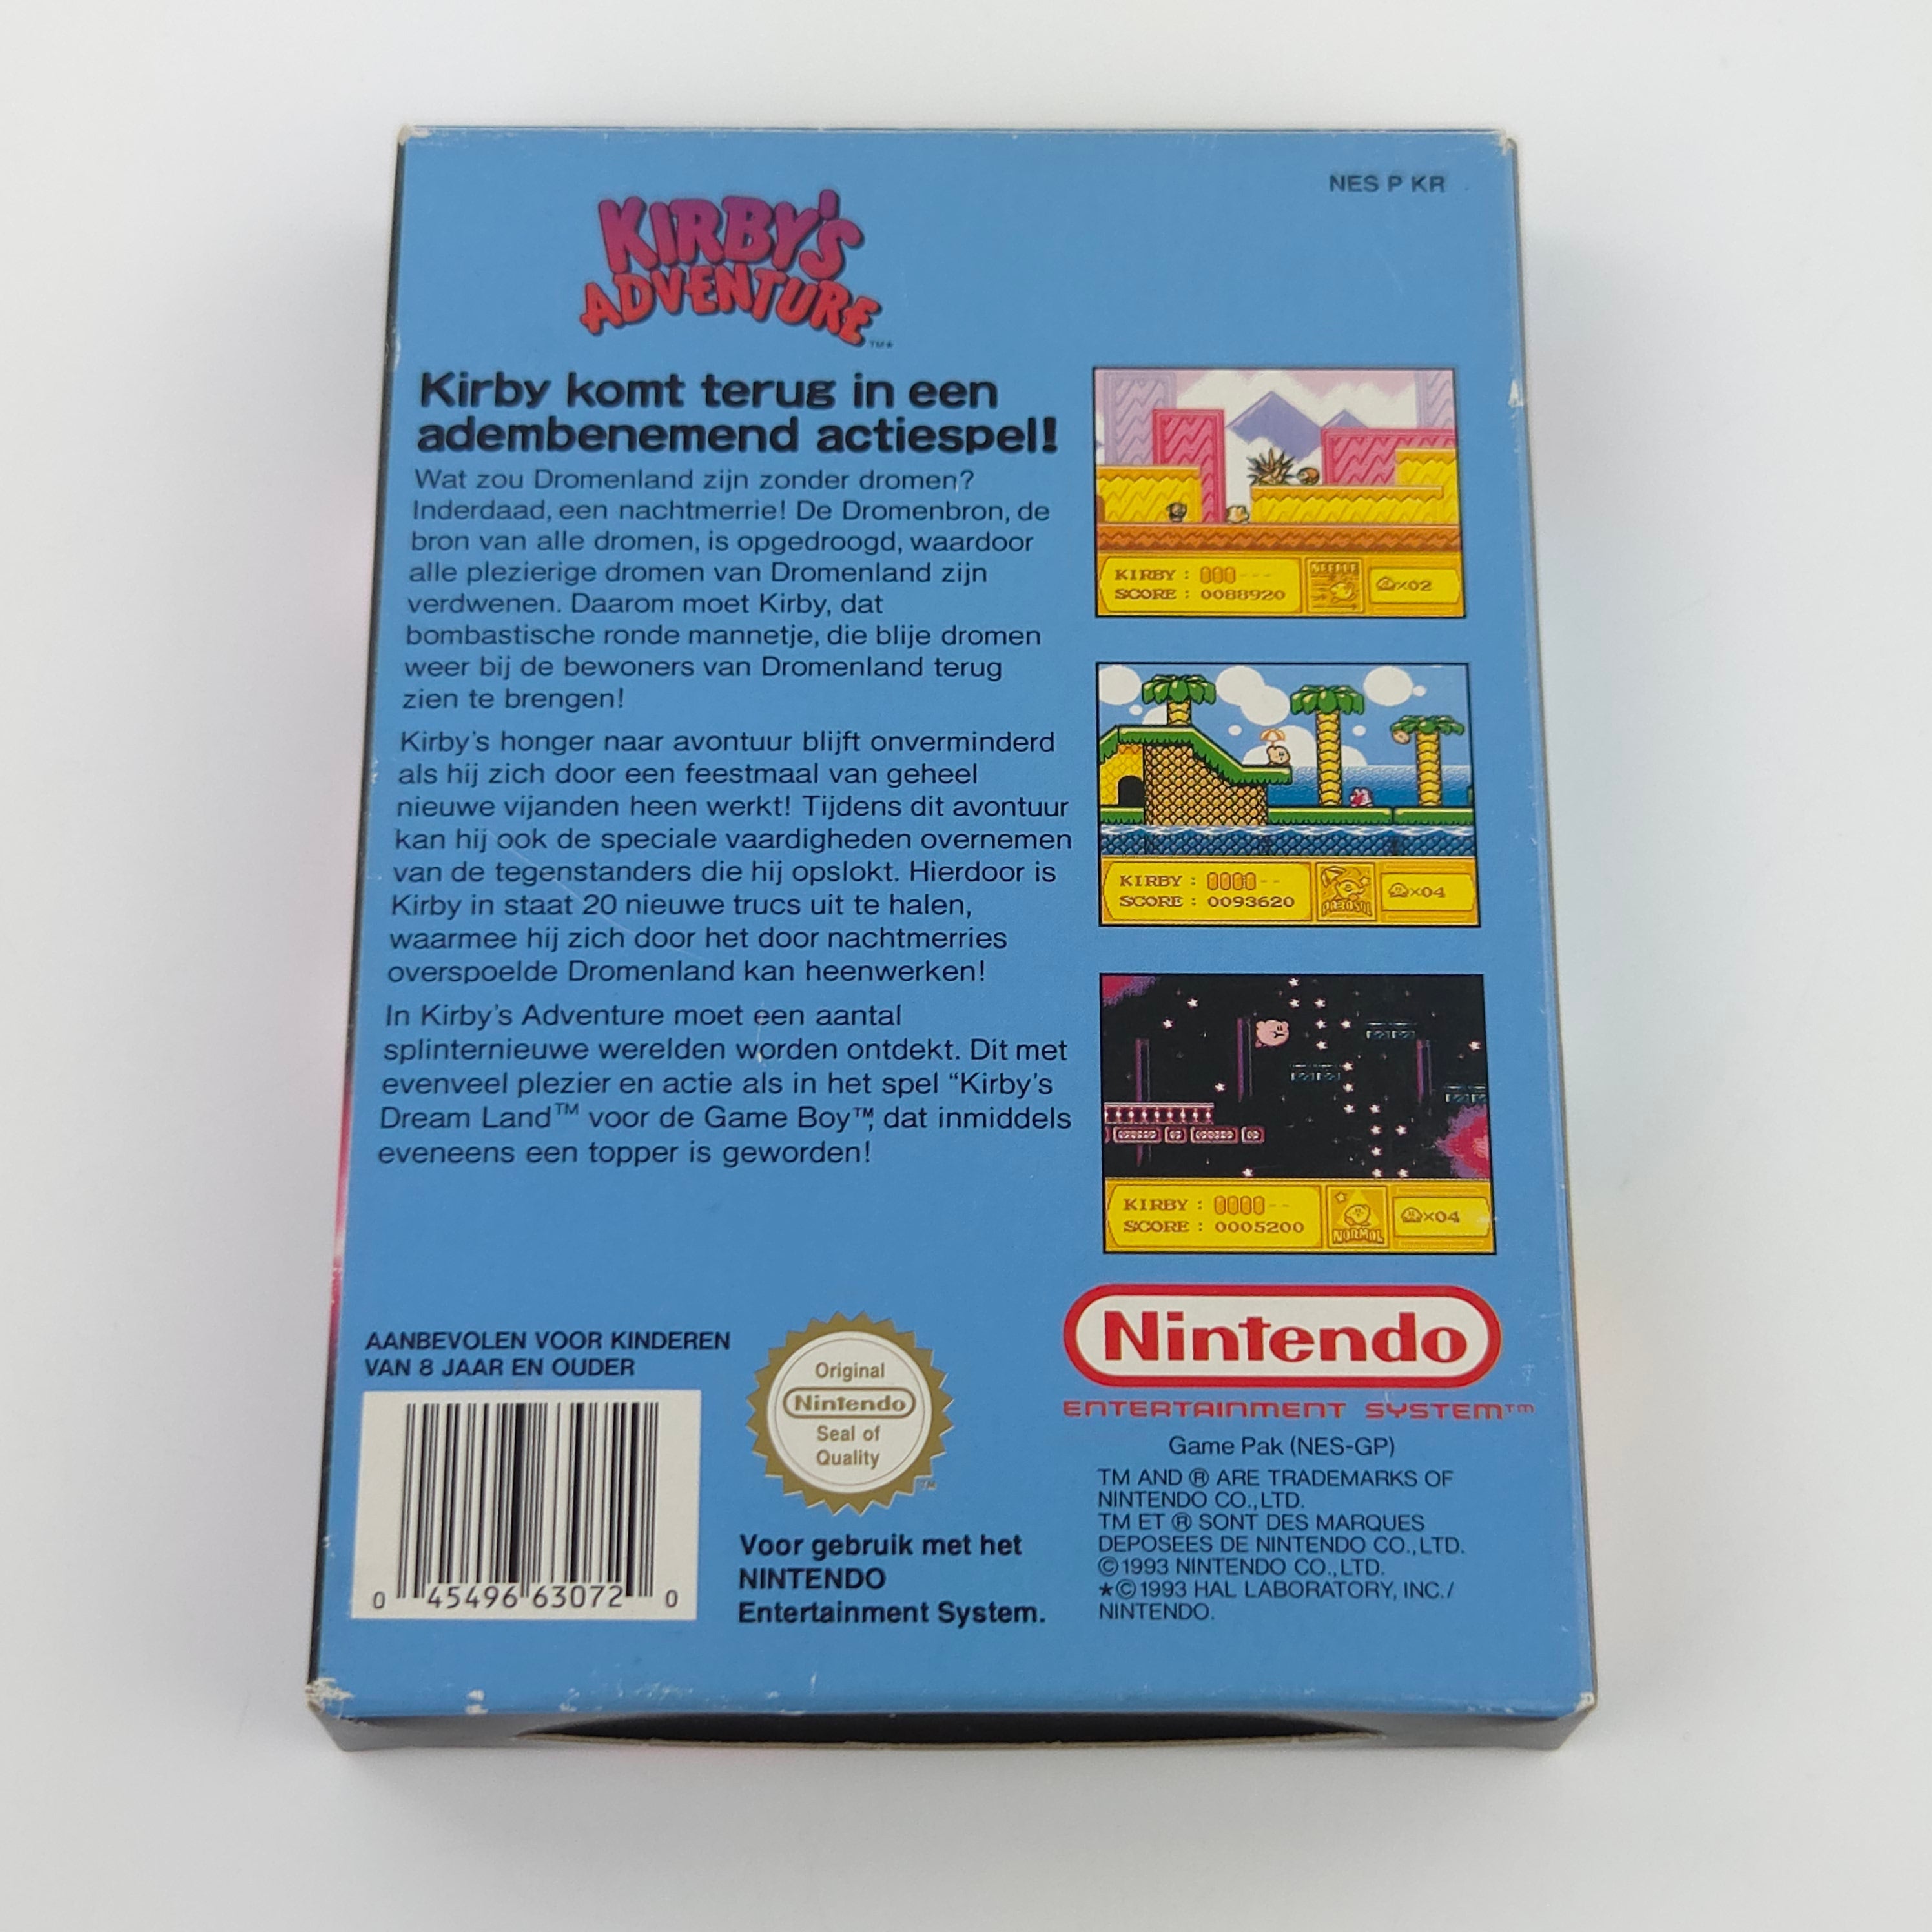 NES P KR
KIRBY'S
ADVENTURE
TM★
Kirby komt terug in een
adembenemend actiespel!
Wat zou Dromenland zijn zonder dromen?
Inderdaad, een nachtmerrie! De Dromenbron, de
bron van alle dromen, is opgedroogd, waardoor
alle plezierige dromen van Dromenland zijn
verdwenen. Daarom moet Kirby, dat
bombastische ronde mannetje, die blije dromen
weer bij de bewoners van Dromenland terug
zien te brengen!
Kirby's honger naar avontuur blijft onverminderd
als hij zich door een feestmaal van geheel
nieuwe vijanden heen werkt! Tijdens dit avontuur
kan hij ook de speciale vaardigheden overnemen
van de tegenstanders die hij opslokt. Hierdoor is
Kirby in staat 20 nieuwe trucs uit te halen,
waarmee hij zich door het door nachtmerries
overspoelde Dromenland kan heenwerken!
In Kirby's Adventure moet een aantal
splinternieuwe werelden worden ontdekt. Dit met
evenveel plezier en actie als in het spel “Kirby's
Dream Land™ voor de Game Boy™, dat inmiddels
eveneens een topper is geworden!
KIRBY :
SCORE : 0088920
NEEDLE
×02
KIRBY :
SCORE : 0093620
PARASOL
×04
KIRBY :
SCORE : 0005200
NORMAL
×04
AANBEVOLEN VOOR KINDEREN
VAN 8 JAAR EN OUDER
0 45496 63072 0
Original
Nintendo
Seal of
Quality
TM
Voor gebruik met het
NINTENDO
Entertainment System.
Nintendo
ENTERTAINMENT SYSTEM™
Game Pak (NES-GP)
TM AND ® ARE TRADEMARKS OF
NINTENDO CO.,LTD.
TM ET ® SONT DES MARQUES
DEPOSEES DE NINTENDO CO.,LTD.
©1993 NINTENDO CO.,LTD.
★©1993 HAL LABORATORY, INC./
NINTENDO.